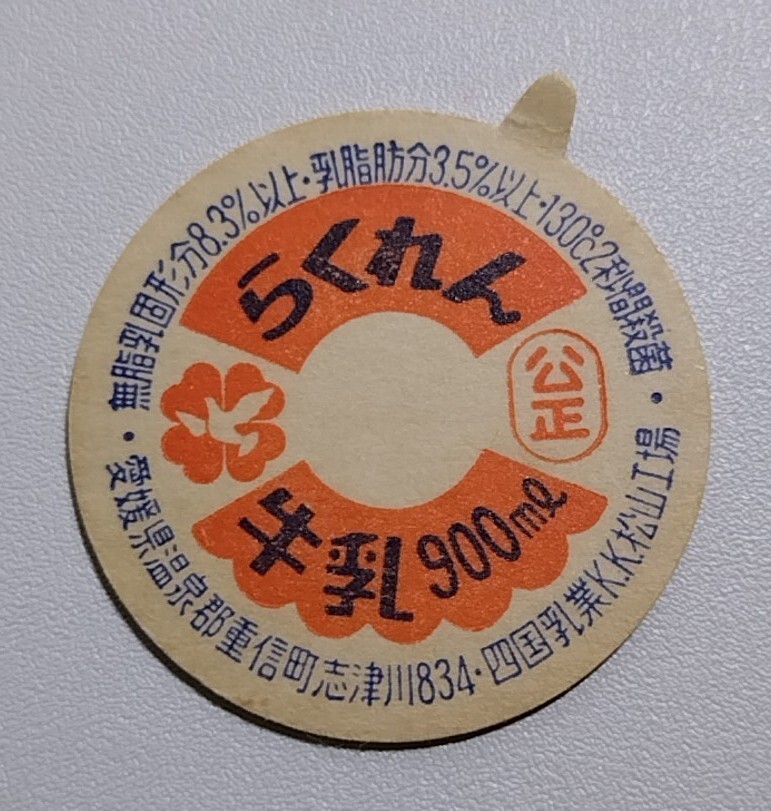 無脂乳固形分8.3%以上・乳脂肪分3.5%以上・130℃2秒間殺菌
らくれん
公正
牛乳900ml
愛媛県温泉郡重信町志津川834・四国乳業K.K松山工場